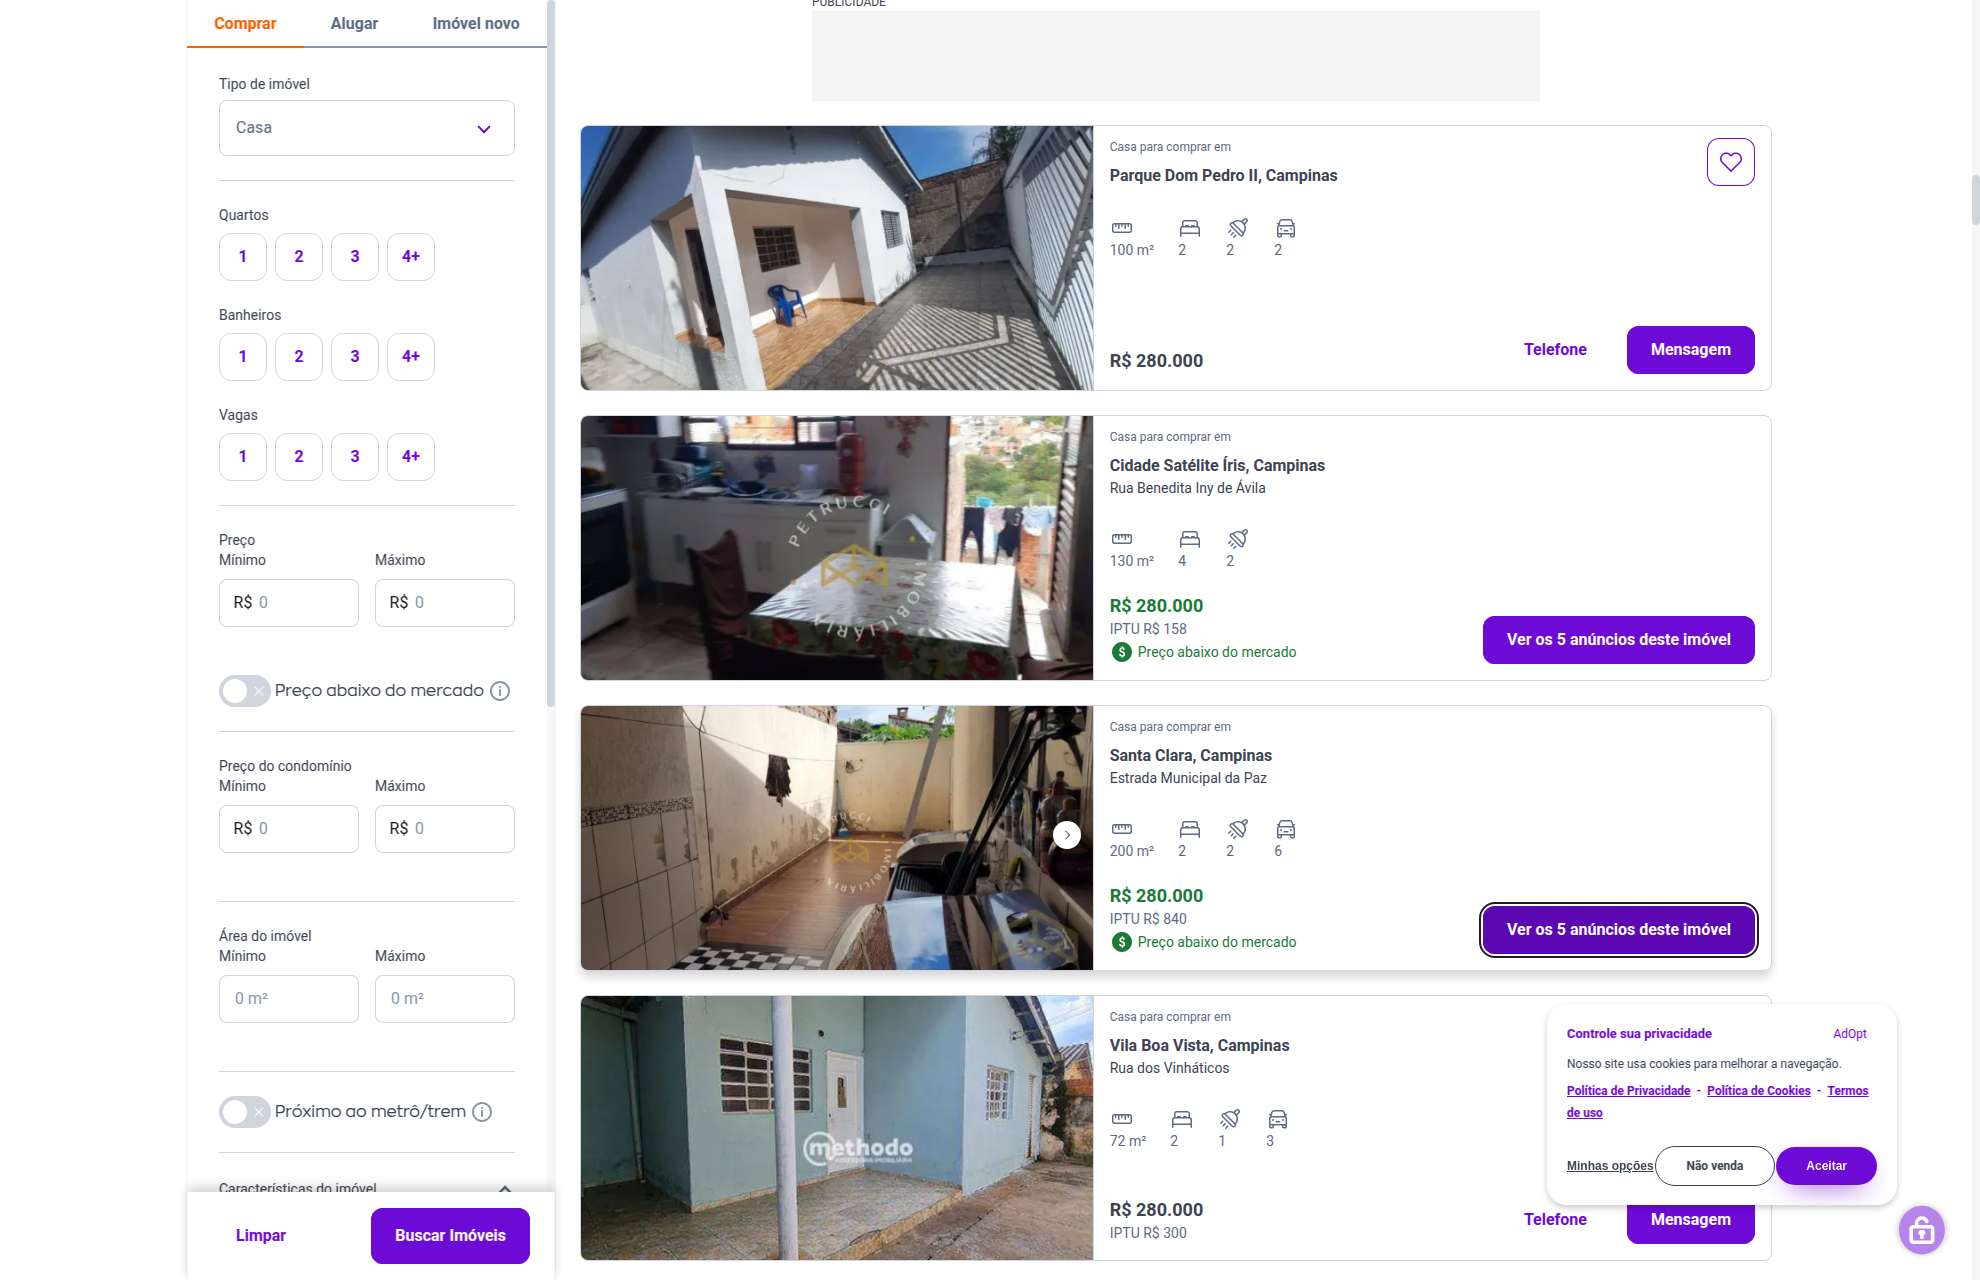 Comprar
Alugar
Imóvel novo
Tipo de imóvel
Casa
Quartos
1
2
3
4+
Banheiros
1
2
3
4+
Vagas
1
2
3
4+
Preço
Mínimo
Máximo
R$ 0
R$ 0
Preço abaixo do mercado
Preço do condomínio
Mínimo
Máximo
R$ 0
R$ 0
Área do imóvel
Mínimo
Máximo
0 m²
0 m²
Próximo ao metrô/trem
Características do imóvel
Limpar
Buscar Imóveis
PUBLICIDADE
Casa para comprar em
Parque Dom Pedro II, Campinas
100 m²
2
2
2
R$ 280.000
Telefone
Mensagem
PETRUCCI
IMOBILIÁRIA
Casa para comprar em
Cidade Satélite Íris, Campinas
Rua Benedita Iny de Ávila
130 m²
4
2
R$ 280.000
IPTU R$ 158
$ Preço abaixo do mercado
Ver os 5 anúncios deste imóvel
PETRUCCI
IMOBILIÁRIA
Casa para comprar em
Santa Clara, Campinas
Estrada Municipal da Paz
200 m²
2
2
6
R$ 280.000
IPTU R$ 840
$ Preço abaixo do mercado
Ver os 5 anúncios deste imóvel
methodo
Casa para comprar em
Vila Boa Vista, Campinas
Rua dos Vinháticos
72 m²
2
1
3
R$ 280.000
IPTU R$ 300
Telefone
Mensagem
Controle sua privacidade
AdOpt
Nosso site usa cookies para melhorar a navegação.
Política de Privacidade - Política de Cookies - Termos
de uso
Minhas opções
Não venda
Aceitar